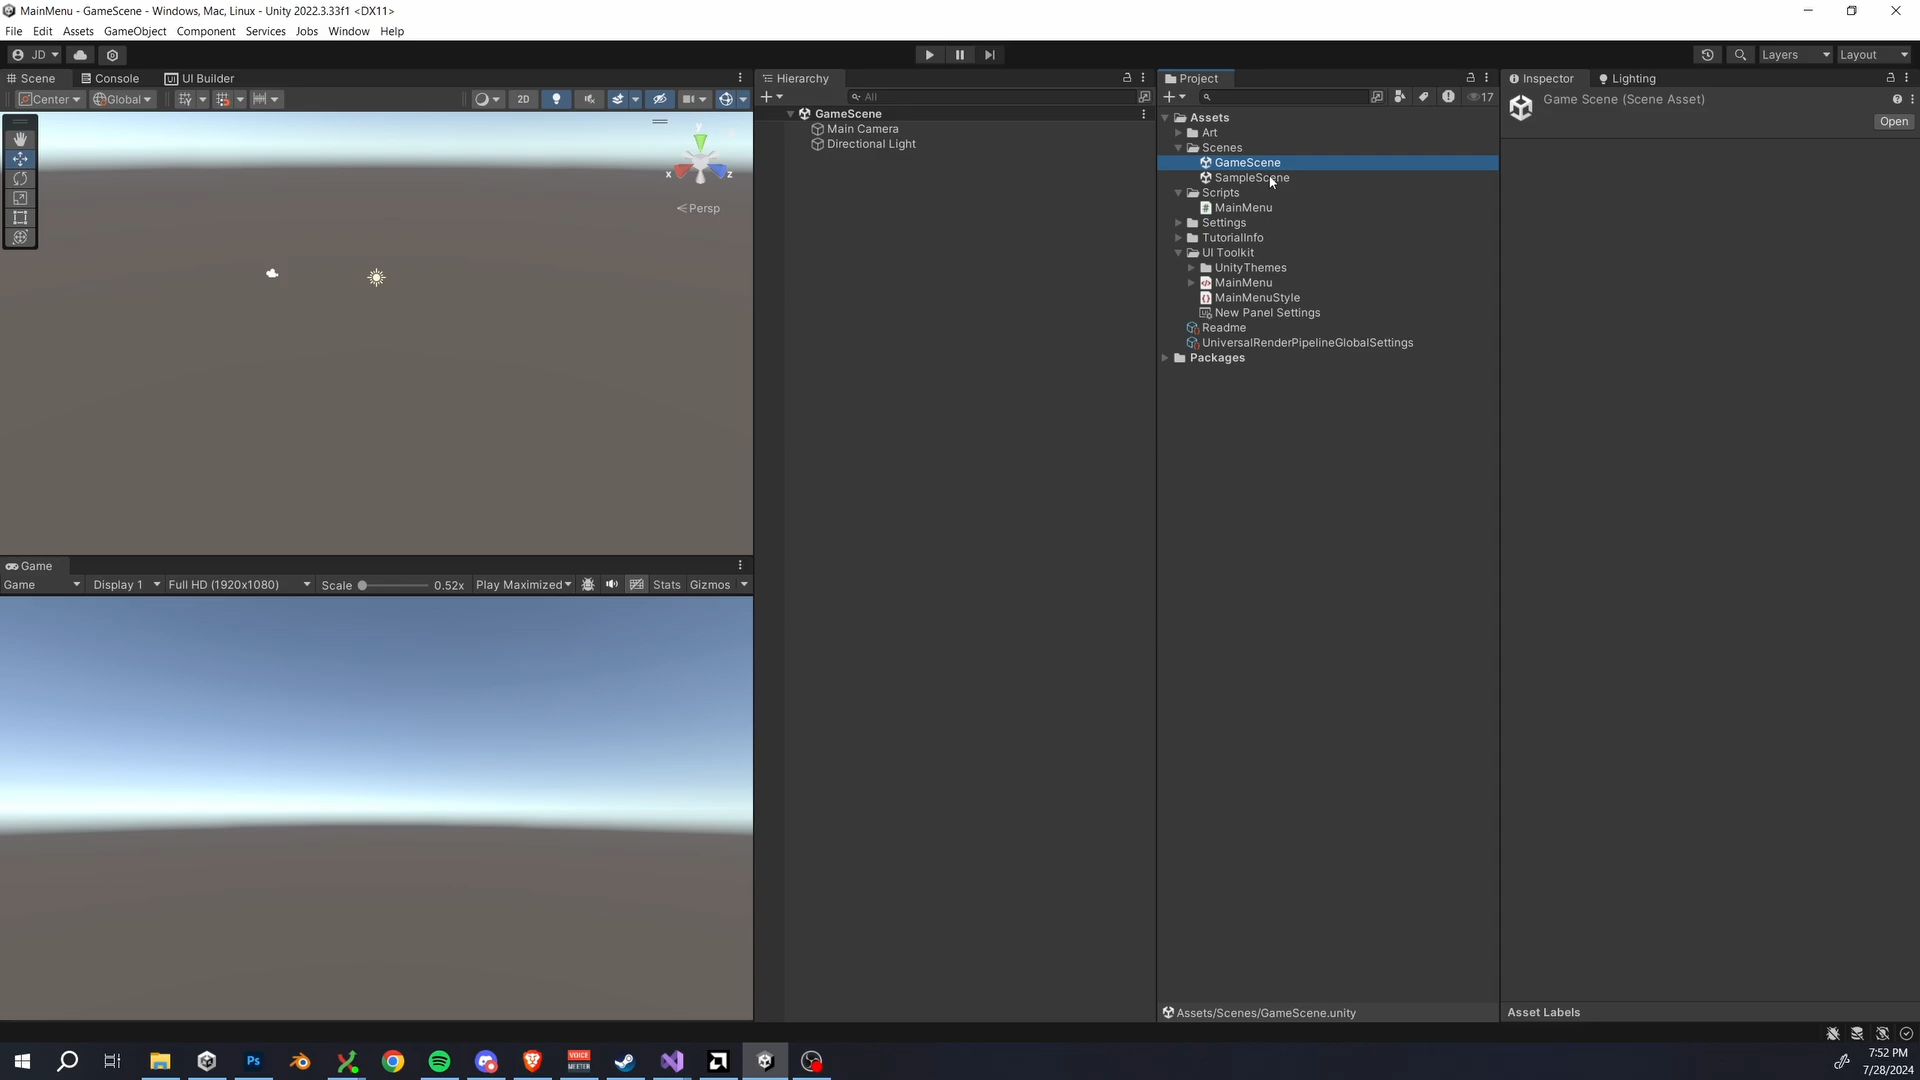 MainMenu - GameScene - Windows, Mac, Linux - Unity 2022.3.33f1 <DX11>
File Edit Assets GameObject Component Services Jobs Window Help
JD Layers Layout
Scene Console UI Builder
Center Global 2D
y
x z
Persp
Game
Game Display 1 Full HD (1920x1080) Scale 0.52x Play Maximized Stats Gizmos
Hierarchy
All
GameScene
Main Camera
Directional Light
Project
17
Assets
Art
Scenes
GameScene
SampleScene
Scripts
MainMenu
Settings
TutorialInfo
UI Toolkit
UnityThemes
MainMenu
MainMenuStyle
New Panel Settings
Readme
UniversalRenderPipelineGlobalSettings
Packages
Assets/Scenes/GameScene.unity
Inspector Lighting
Game Scene (Scene Asset)
Open
Asset Labels
Ps
VOICE
MEETER
7:52 PM
7/28/2024